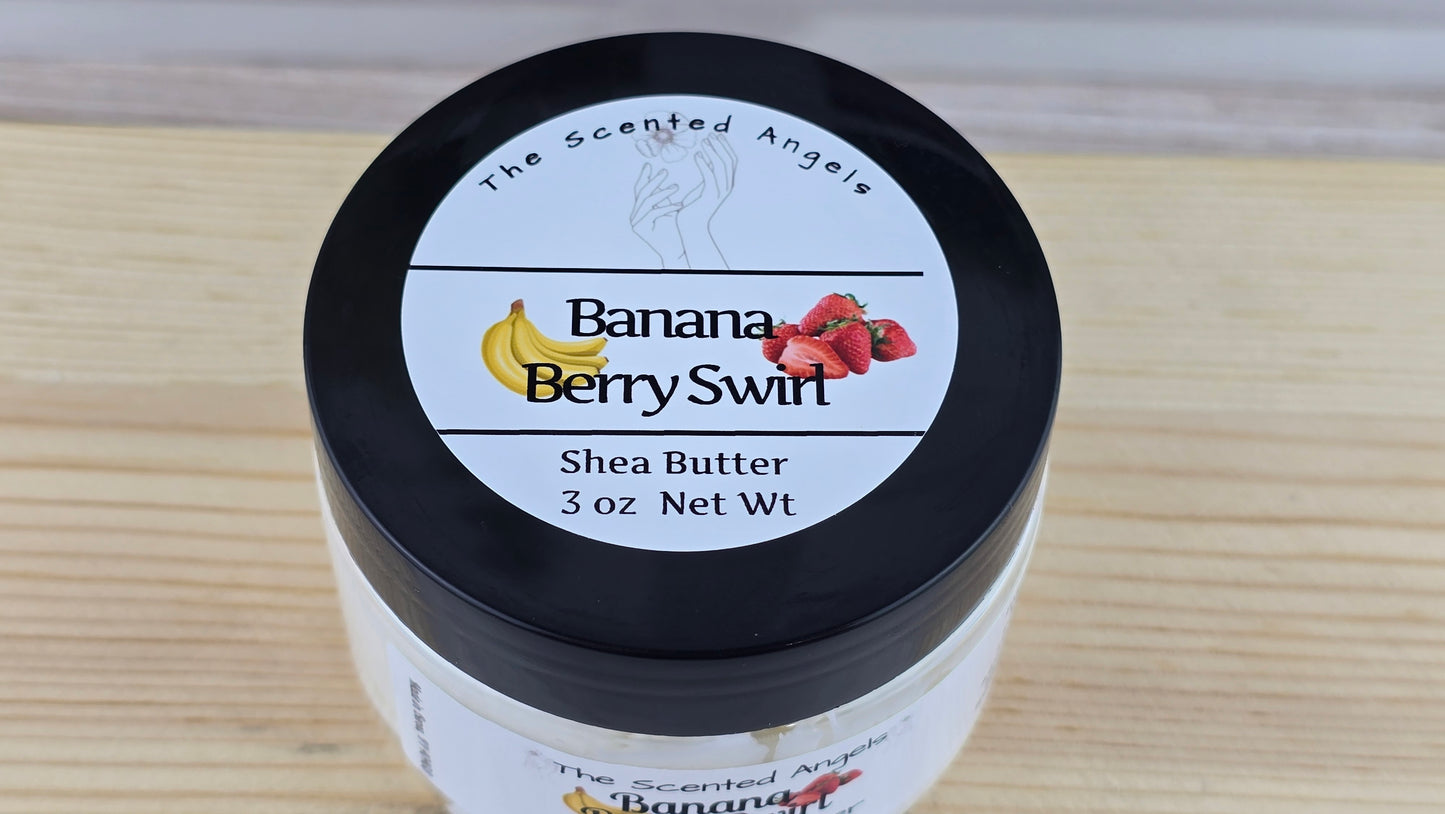 The Scented Angels
Banana
Berry Swirl
Shea Butter
3 oz Net Wt
The Scented Angels
Banana